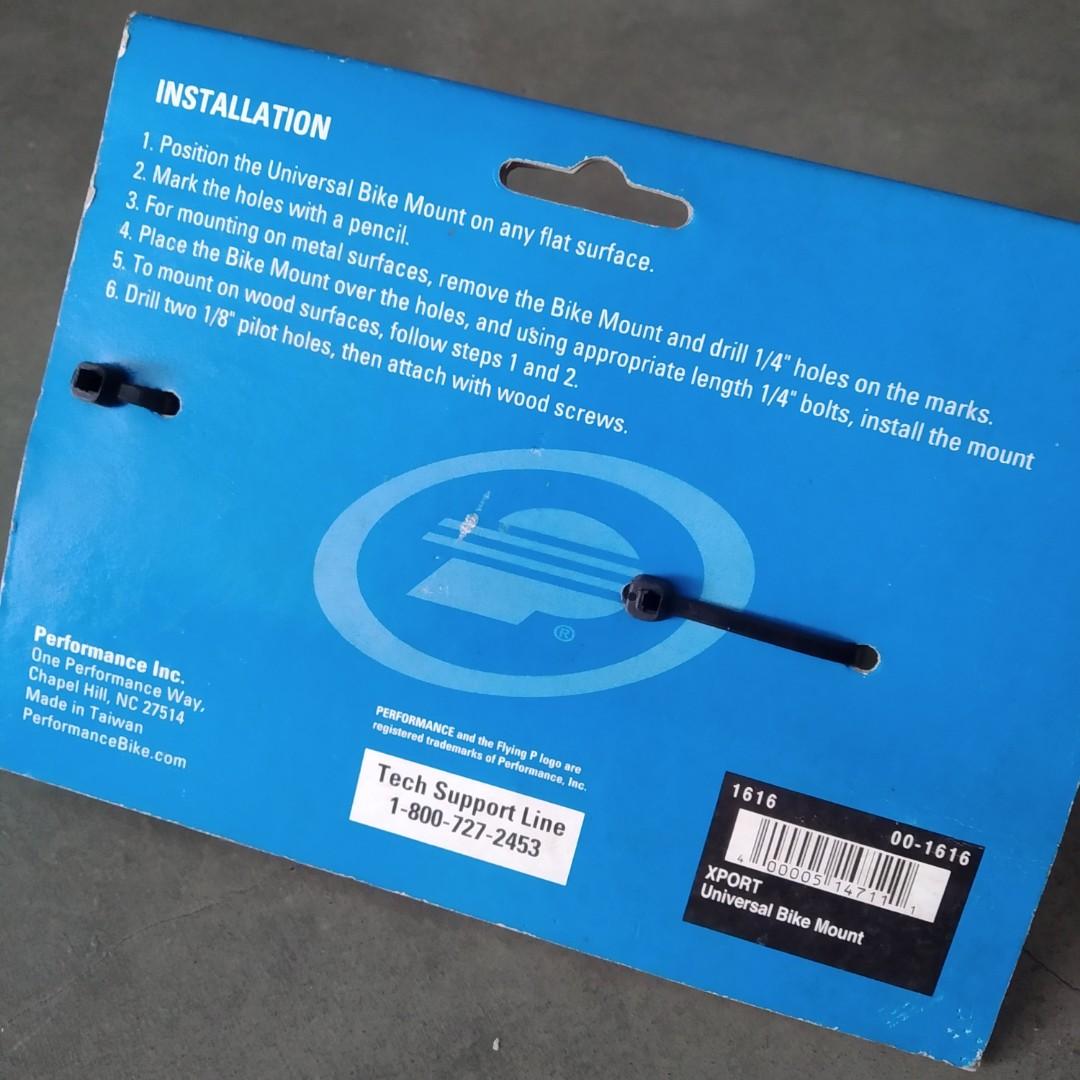 INSTALLATION
1. Position the Universal Bike Mount on any flat surface.
2. Mark the holes with a pencil.
3. For mounting on metal surfaces, remove the Bike Mount and drill 1/4" holes on the marks.
4. Place the Bike Mount over the holes, and using appropriate length 1/4" bolts, install the mount
5. To mount on wood surfaces, follow steps 1 and 2.
6. Drill two 1/8" pilot holes, then attach with wood screws.
®
Performance Inc.
One Performance Way,
Chapel Hill, NC 27514
Made in Taiwan
PerformanceBike.com
PERFORMANCE and the Flying P logo are
registered trademarks of Performance, Inc.
Tech Support Line
1-800-727-2453
1616
00-1616
4 00005 14711 1
XPORT
Universal Bike Mount